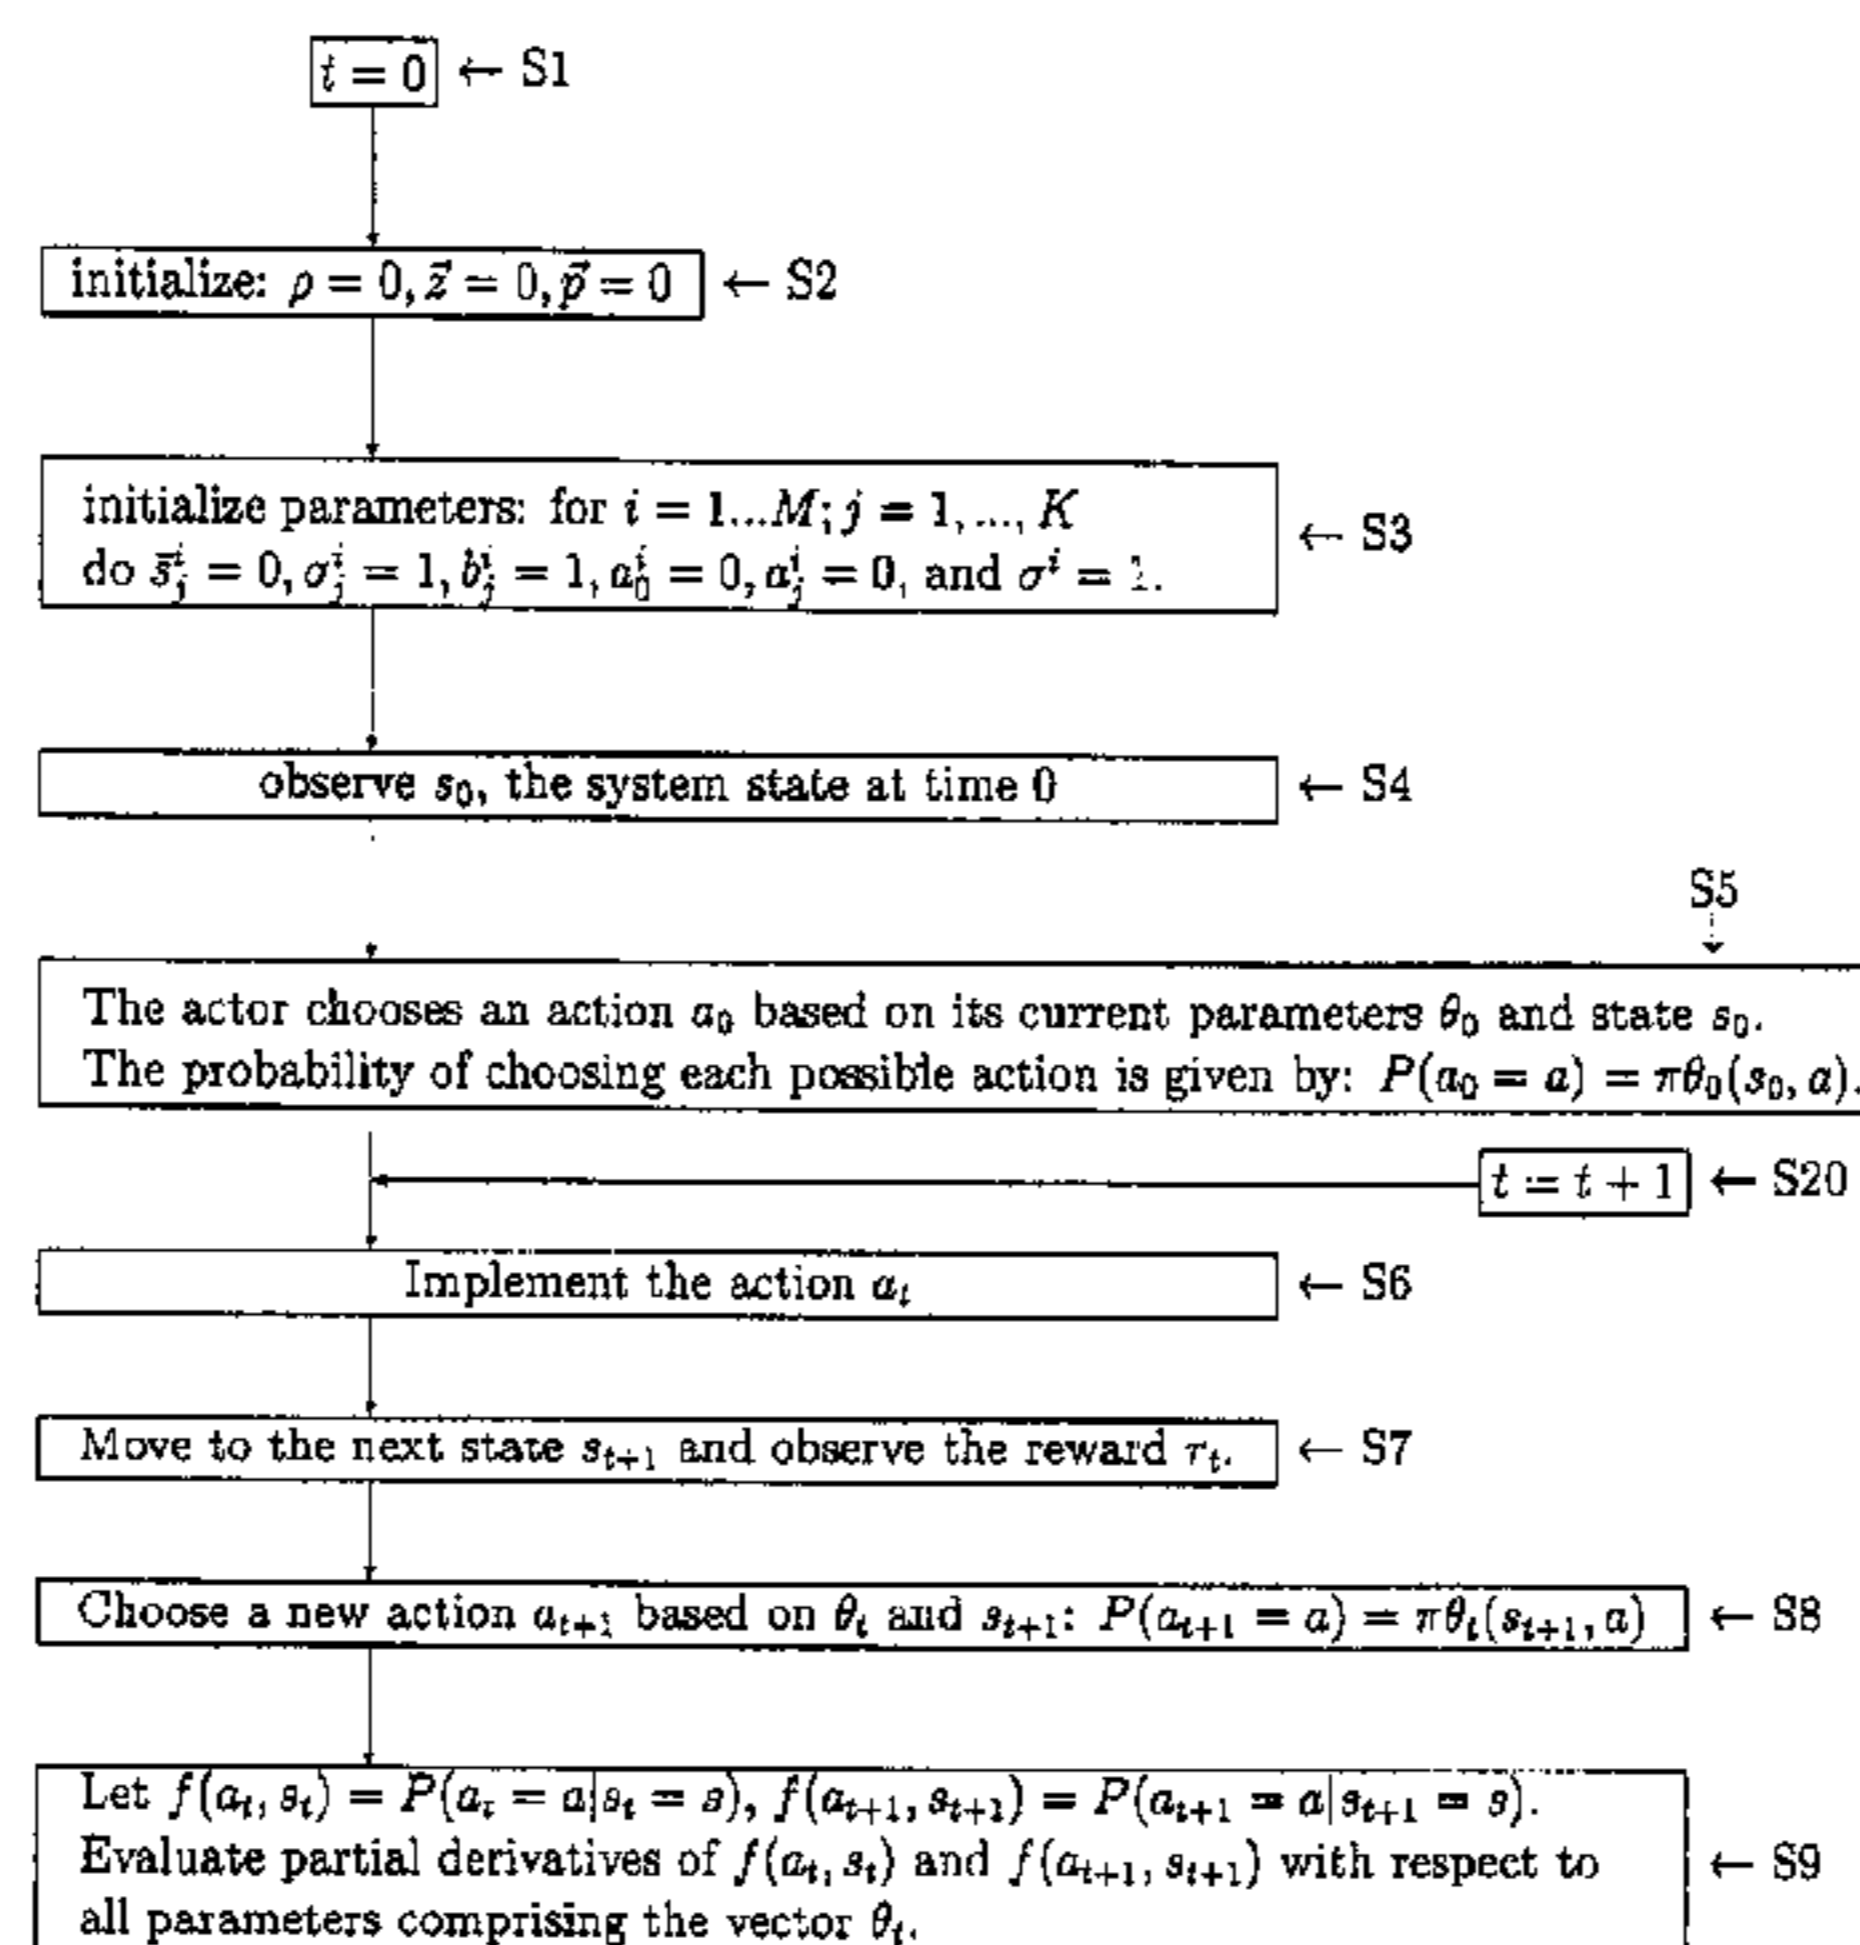 t = 0 ← S1
initialize: ρ = 0, z⃗ = 0, p⃗ = 0 ← S2
initialize parameters: for i = 1...M; j = 1, ..., K
do s̄ⁱⱼ = 0, σⁱⱼ = 1, bⁱⱼ = 1, aⁱ₀ = 0, aⁱⱼ = 0, and σⁱ = 1. ← S3
observe s₀, the system state at time 0 ← S4
S5
The actor chooses an action a₀ based on its current parameters θ₀ and state s₀.
The probability of choosing each possible action is given by: P(a₀ = a) = πθ₀(s₀, a).
t := t + 1 ← S20
Implement the action aₜ ← S6
Move to the next state sₜ₊₁ and observe the reward rₜ. ← S7
Choose a new action aₜ₊₁ based on θₜ and sₜ₊₁: P(aₜ₊₁ = a) = πθₜ(sₜ₊₁, a) ← S8
Let f(aₜ, sₜ) = P(aₜ = a|sₜ = s), f(aₜ₊₁, sₜ₊₁) = P(aₜ₊₁ = a|sₜ₊₁ = s).
Evaluate partial derivatives of f(aₜ, sₜ) and f(aₜ₊₁, sₜ₊₁) with respect to ← S9
all parameters comprising the vector θₜ.